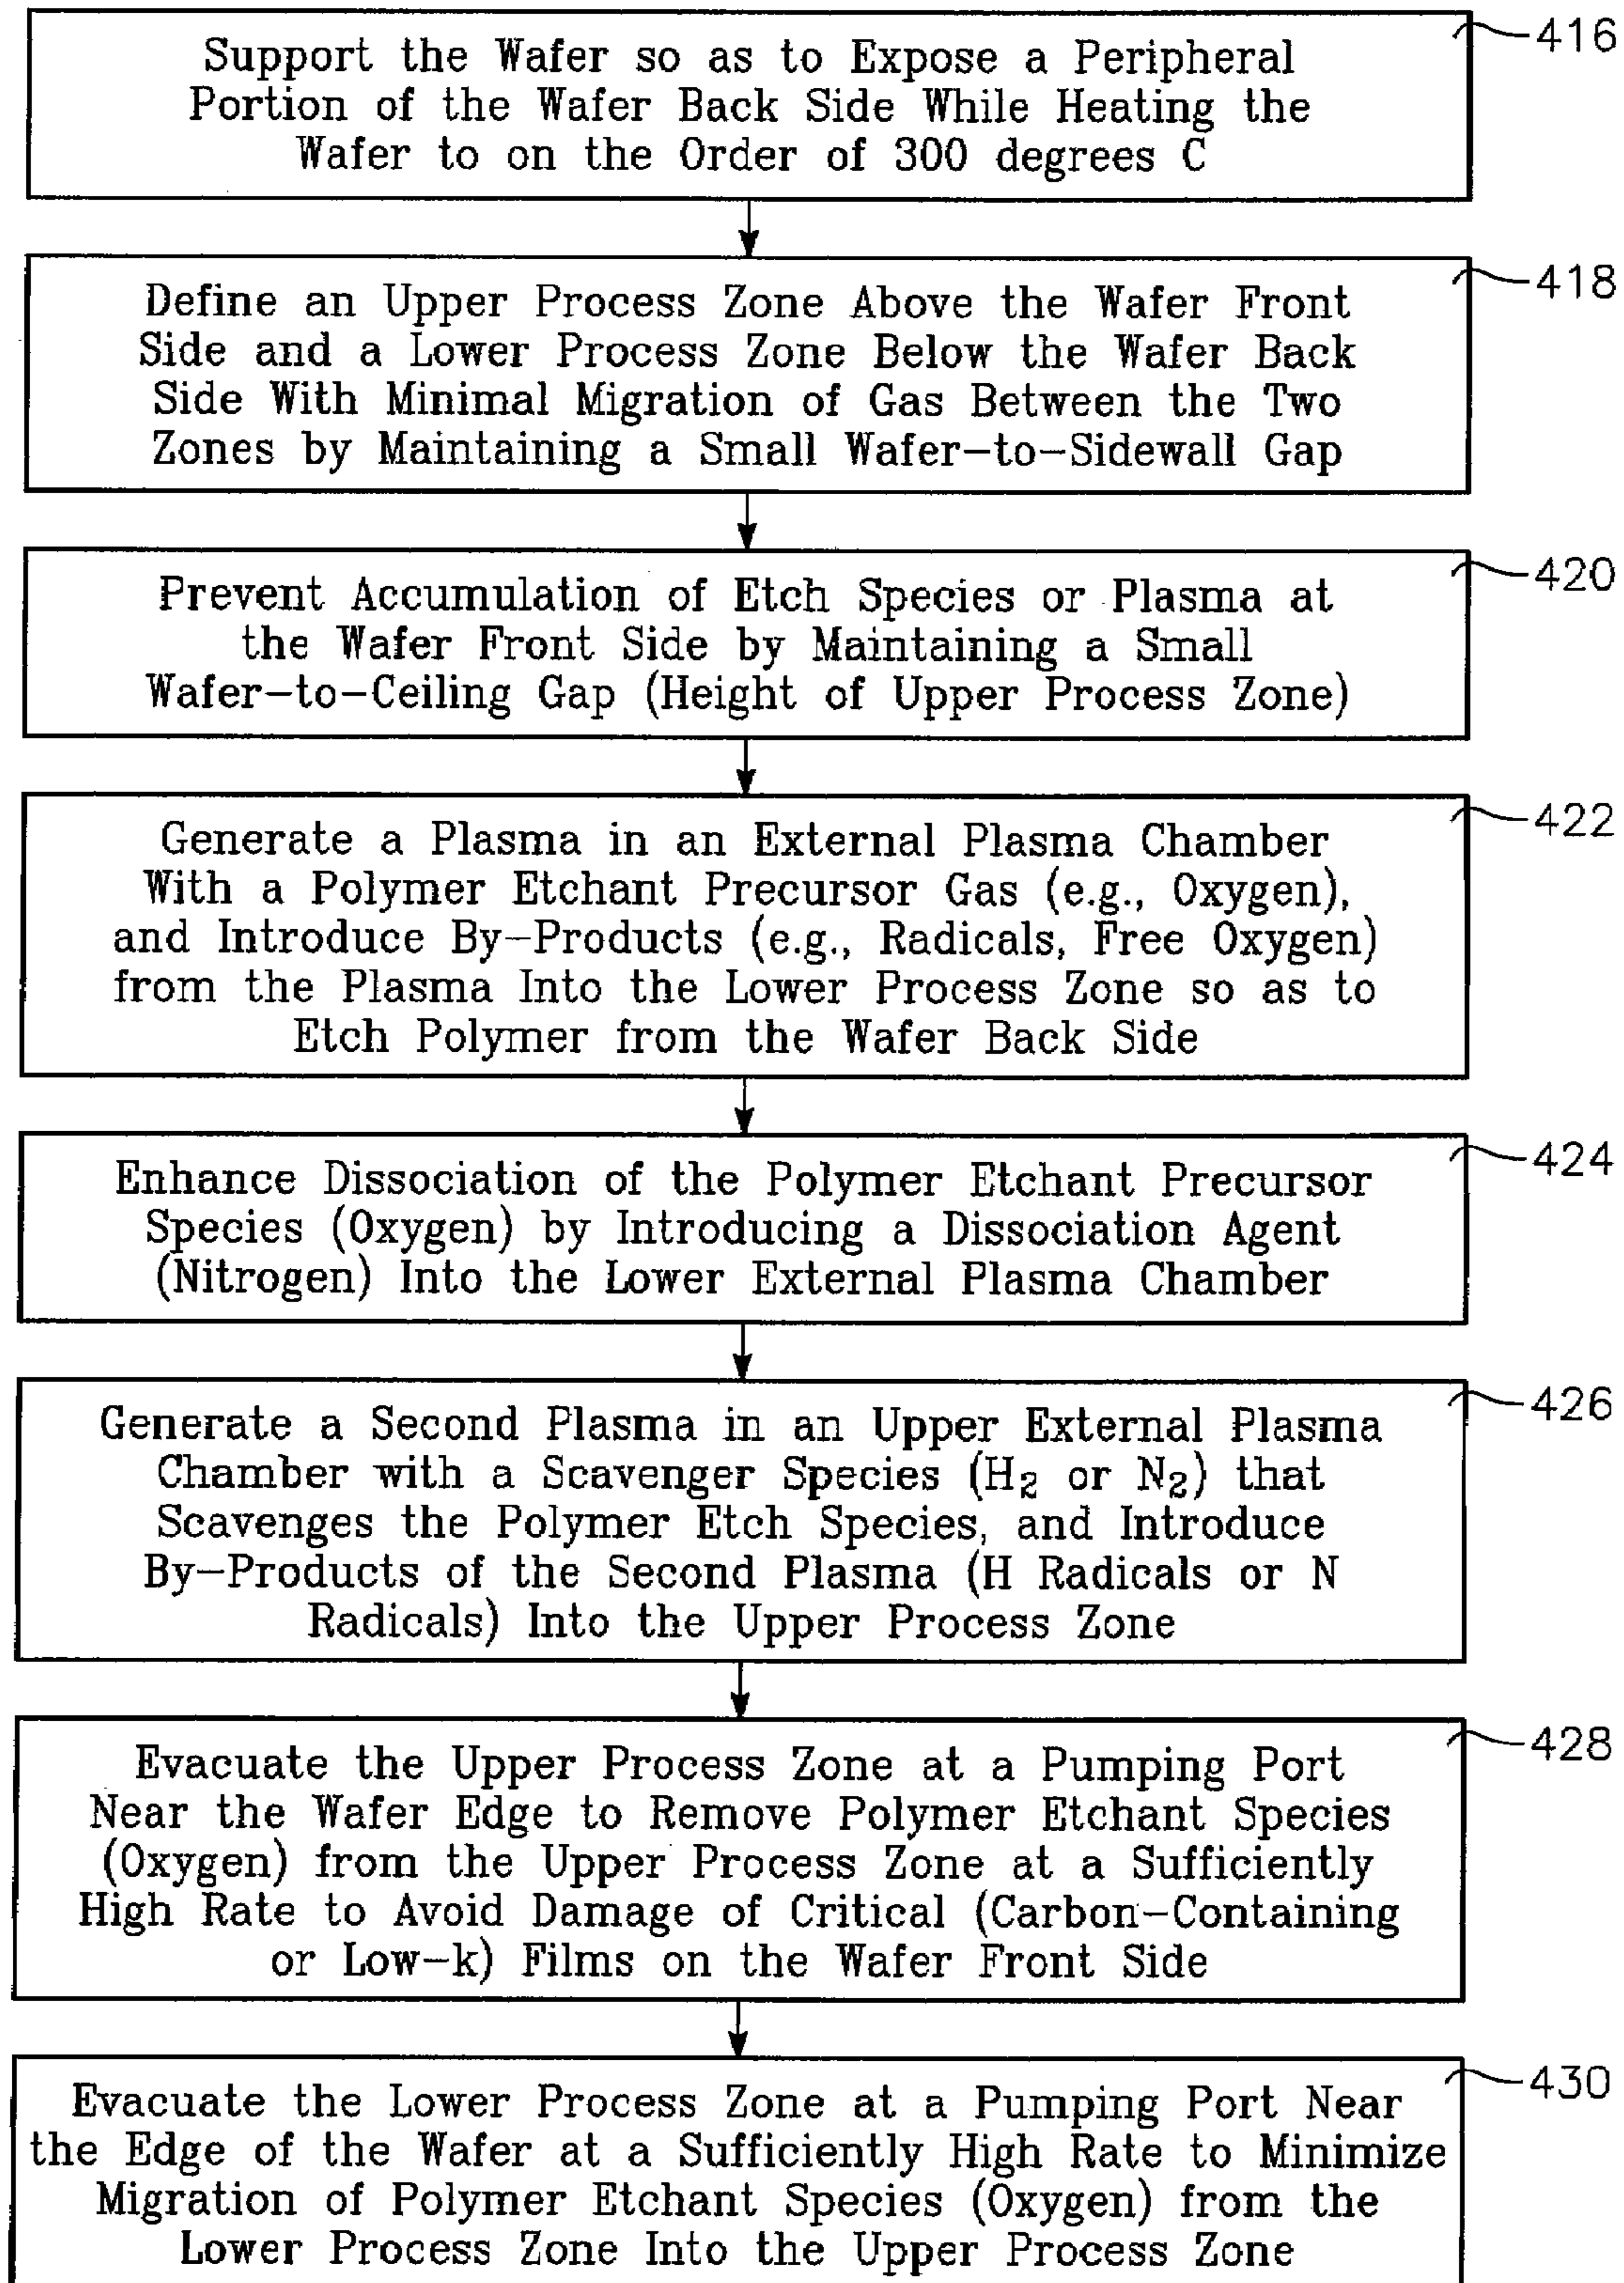 416
Support the Wafer so as to Expose a Peripheral
Portion of the Wafer Back Side While Heating the
Wafer to on the Order of 300 degrees C
418
Define an Upper Process Zone Above the Wafer Front
Side and a Lower Process Zone Below the Wafer Back
Side With Minimal Migration of Gas Between the Two
Zones by Maintaining a Small Wafer-to-Sidewall Gap
420
Prevent Accumulation of Etch Species or Plasma at
the Wafer Front Side by Maintaining a Small
Wafer-to-Ceiling Gap (Height of Upper Process Zone)
422
Generate a Plasma in an External Plasma Chamber
With a Polymer Etchant Precursor Gas (e.g., Oxygen),
and Introduce By-Products (e.g., Radicals, Free Oxygen)
from the Plasma Into the Lower Process Zone so as to
Etch Polymer from the Wafer Back Side
424
Enhance Dissociation of the Polymer Etchant Precursor
Species (Oxygen) by Introducing a Dissociation Agent
(Nitrogen) Into the Lower External Plasma Chamber
426
Generate a Second Plasma in an Upper External Plasma
Chamber with a Scavenger Species (H₂ or N₂) that
Scavenges the Polymer Etch Species, and Introduce
By-Products of the Second Plasma (H Radicals or N
Radicals) Into the Upper Process Zone
428
Evacuate the Upper Process Zone at a Pumping Port
Near the Wafer Edge to Remove Polymer Etchant Species
(Oxygen) from the Upper Process Zone at a Sufficiently
High Rate to Avoid Damage of Critical (Carbon-Containing
or Low-k) Films on the Wafer Front Side
430
Evacuate the Lower Process Zone at a Pumping Port Near
the Edge of the Wafer at a Sufficiently High Rate to Minimize
Migration of Polymer Etchant Species (Oxygen) from the
Lower Process Zone Into the Upper Process Zone